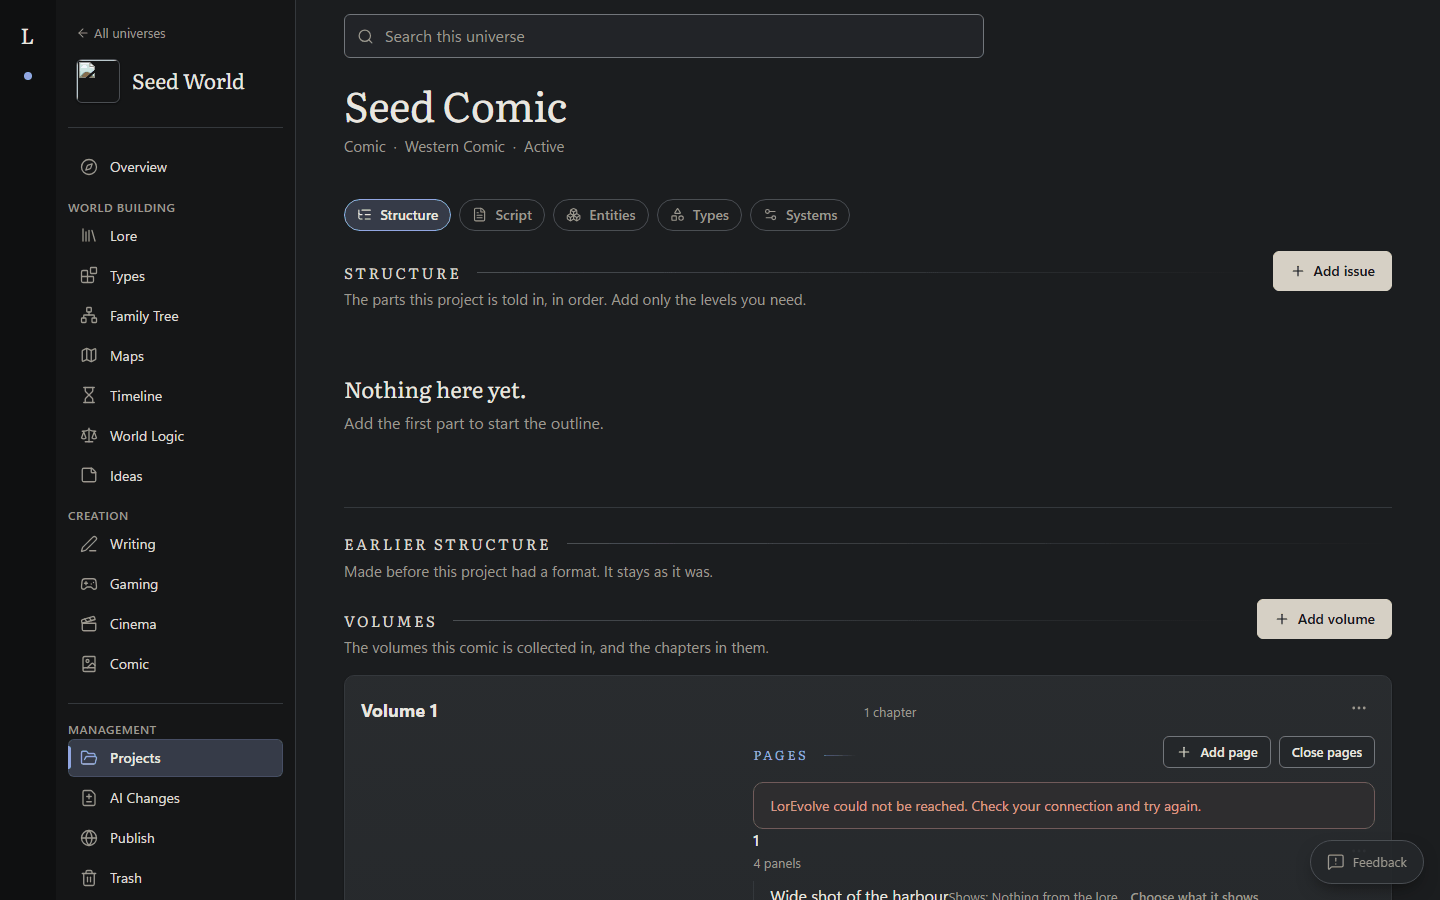 L
All universes
Seed World
Overview
WORLD BUILDING
Lore
Types
Family Tree
Maps
Timeline
World Logic
Ideas
CREATION
Writing
Gaming
Cinema
Comic
MANAGEMENT
Projects
AI Changes
Publish
Trash
Search this universe
Seed Comic
Comic · Western Comic · Active
Structure Script Entities Types Systems
STRUCTURE
Add issue
The parts this project is told in, in order. Add only the levels you need.
Nothing here yet.
Add the first part to start the outline.
EARLIER STRUCTURE
Made before this project had a format. It stays as it was.
VOLUMES
Add volume
The volumes this comic is collected in, and the chapters in them.
Volume 1
1 chapter
PAGES
Add page Close pages
LorEvolve could not be reached. Check your connection and try again.
1
4 panels
Wide shot of the harbour Shows: Nothing from the lore Choose what it shows
Feedback